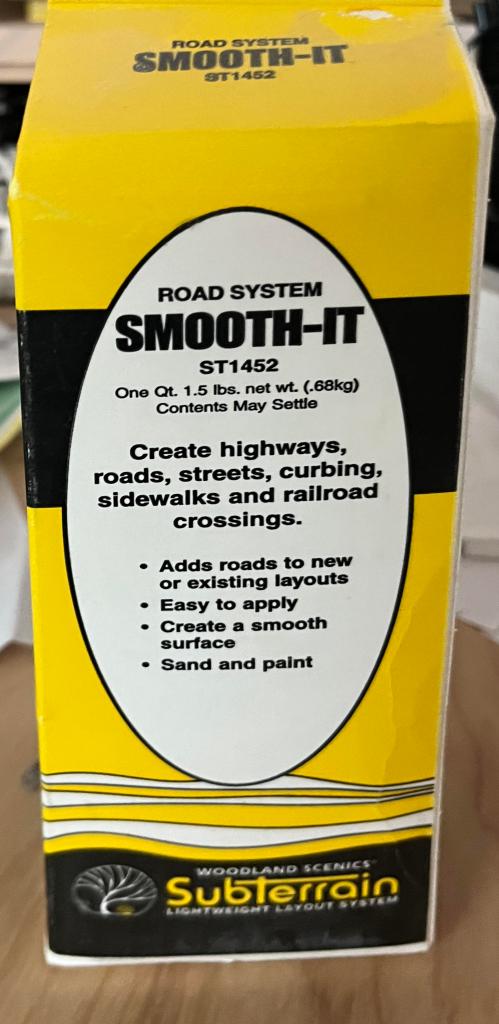 ROAD SYSTEM
SMOOTH-IT
ST1452
ROAD SYSTEM
SMOOTH-IT
ST1452
One Qt. 1.5 lbs. net wt. (.68kg)
Contents May Settle
Create highways,
roads, streets, curbing,
sidewalks and railroad
crossings.
• Adds roads to new
or existing layouts
• Easy to apply
• Create a smooth
surface
• Sand and paint
WOODLAND SCENICS
SubTerrain
LIGHTWEIGHT LAYOUT SYSTEM